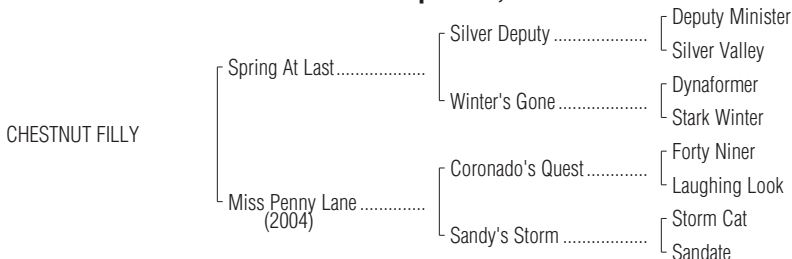 Deputy Minister
Silver Deputy ....................
Silver Valley
Spring At Last...................
Dynaformer
Winter's Gone ...................
Stark Winter
CHESTNUT FILLY
Forty Niner
Coronado's Quest.............
Laughing Look
Miss Penny Lane ..............
(2004)
Storm Cat
Sandy's Storm ..................
Sandate